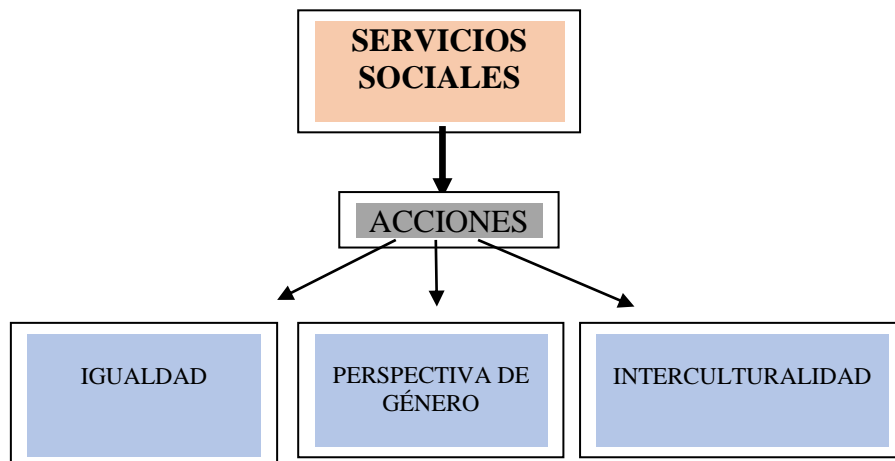 SERVICIOS
SOCIALES
ACCIONES
IGUALDAD
PERSPECTIVA DE
GÉNERO
INTERCULTURALIDAD